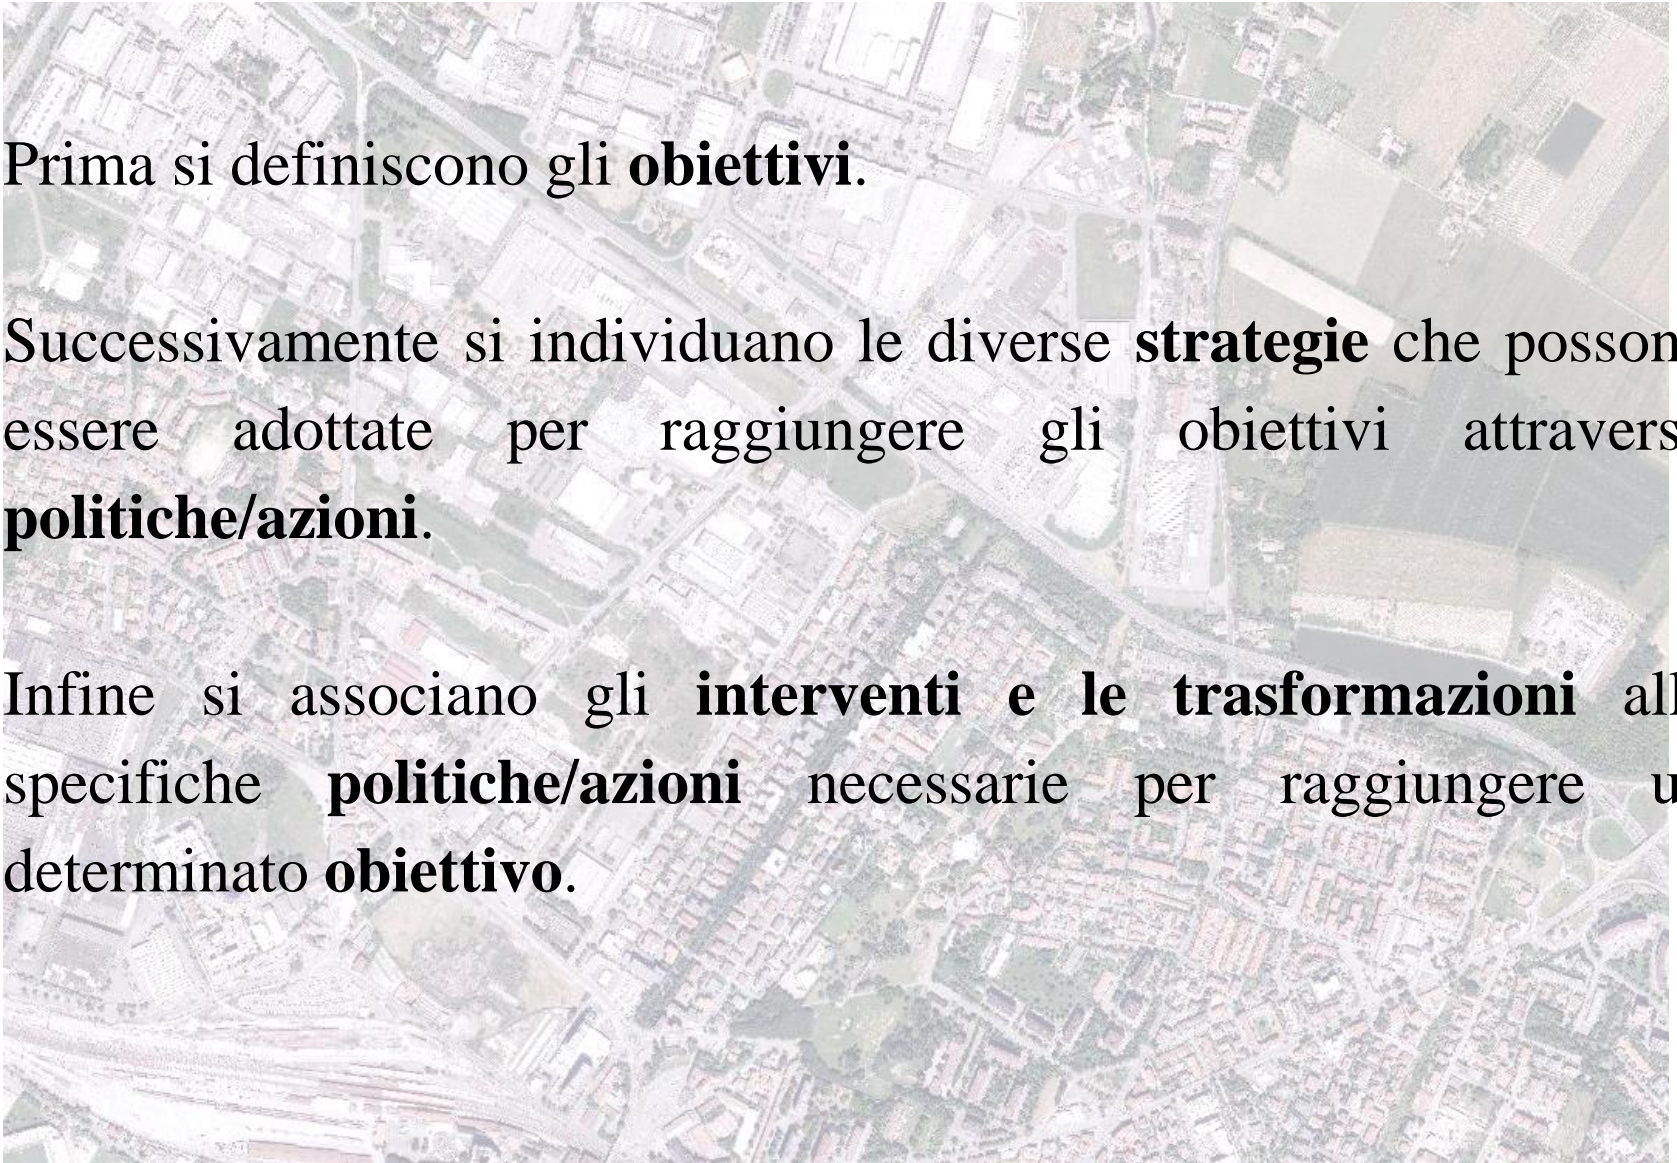 Prima si definiscono gli obiettivi.
Successivamente si individuano le diverse strategie che posson
essere adottate per raggiungere gli obiettivi attravers
politiche/azioni.
Infine si associano gli interventi e le trasformazioni all
specifiche politiche/azioni necessarie per raggiungere u
determinato obiettivo.